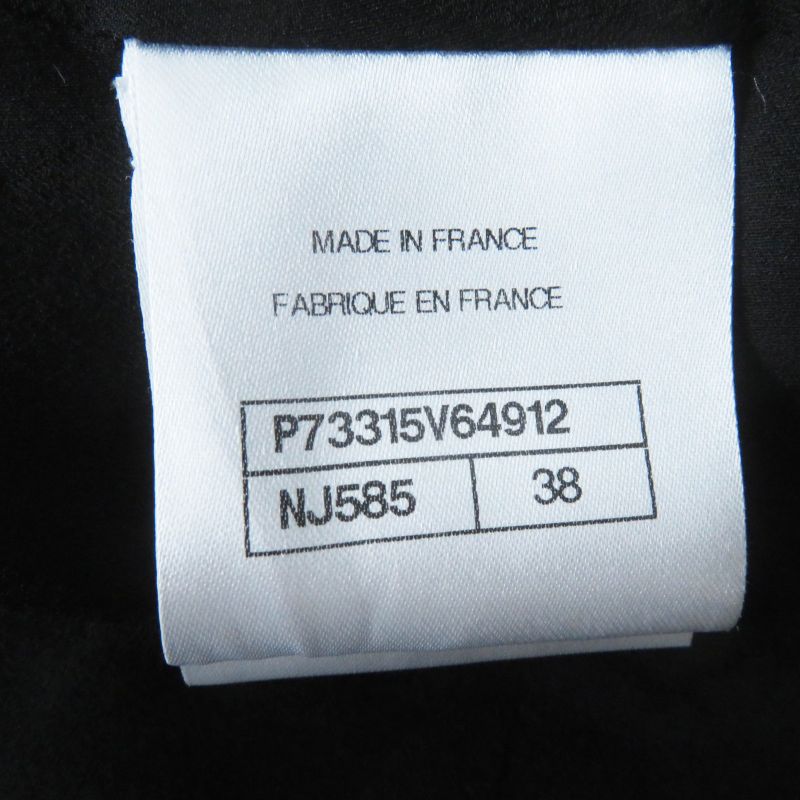 MADE IN FRANCE
FABRIQUE EN FRANCE
P73315V64912
NJ585 38